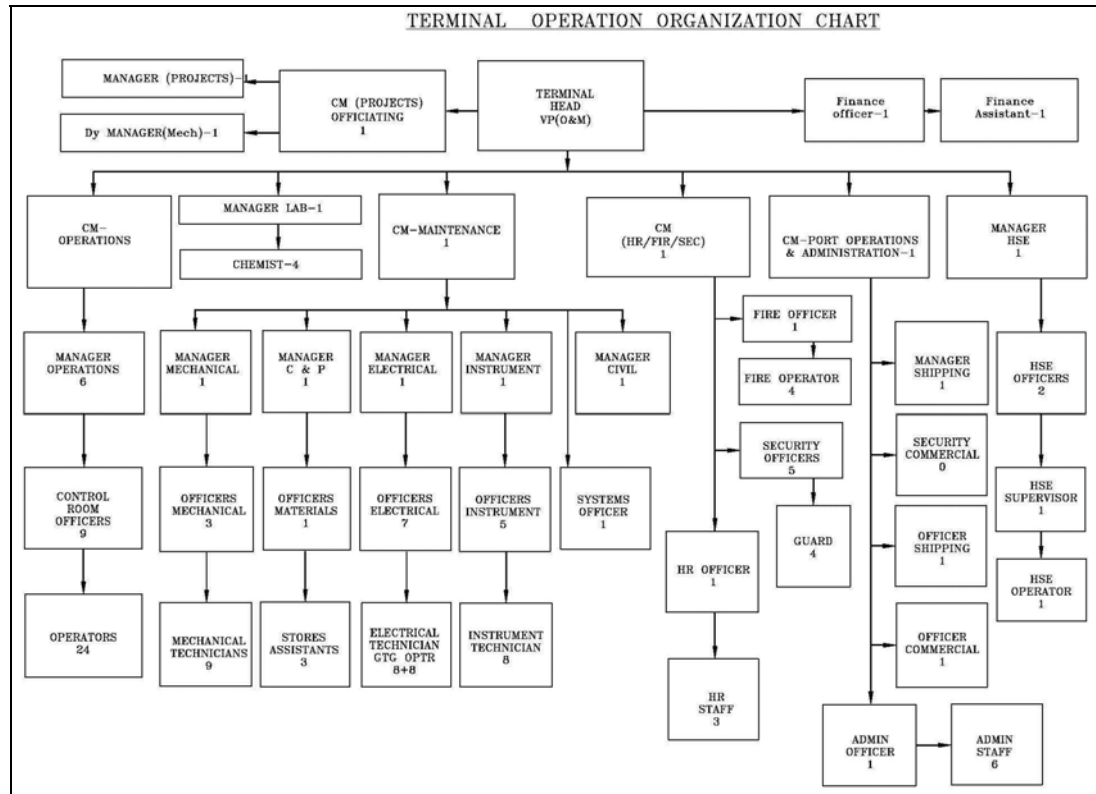 TERMINAL OPERATION ORGANIZATION CHART
MANAGER (PROJECTS)-1
Dy MANAGER(Mech)-1
CM (PROJECTS)
OFFICIATING
1
TERMINAL
HEAD
VP(O&M)
Finance
officer-1
Finance
Assistant-1
CM-
OPERATIONS
MANAGER LAB-1
CHEMIST-4
CM-MAINTENANCE
1
CM
(HR/FIR/SEC)
1
CM-PORT OPERATIONS
& ADMINISTRATION-1
MANAGER
HSE
1
MANAGER
OPERATIONS
6
MANAGER
MECHANICAL
1
MANAGER
C & P
1
MANAGER
ELECTRICAL
1
MANAGER
INSTRUMENT
1
MANAGER
CIVIL
1
FIRE OFFICER
1
FIRE OPERATOR
4
MANAGER
SHIPPING
1
HSE
OFFICERS
2
CONTROL
ROOM
OFFICERS
9
OFFICERS
MECHANICAL
3
OFFICERS
MATERIALS
1
OFFICERS
ELECTRICAL
7
OFFICERS
INSTRUMENT
5
SYSTEMS
OFFICER
1
SECURITY
OFFICERS
5
GUARD
4
SECURITY
COMMERCIAL
0
HSE
SUPERVISOR
1
HR OFFICER
1
OFFICER
SHIPPING
1
HSE
OPERATOR
1
OPERATORS
24
MECHANICAL
TECHNICIANS
9
STORES
ASSISTANTS
3
ELECTRICAL
TECHNICIAN
GTG OPTR
8+8
INSTRUMENT
TECHNICIAN
8
HR
STAFF
3
OFFICER
COMMERCIAL
1
ADMIN
OFFICER
1
ADMIN
STAFF
6